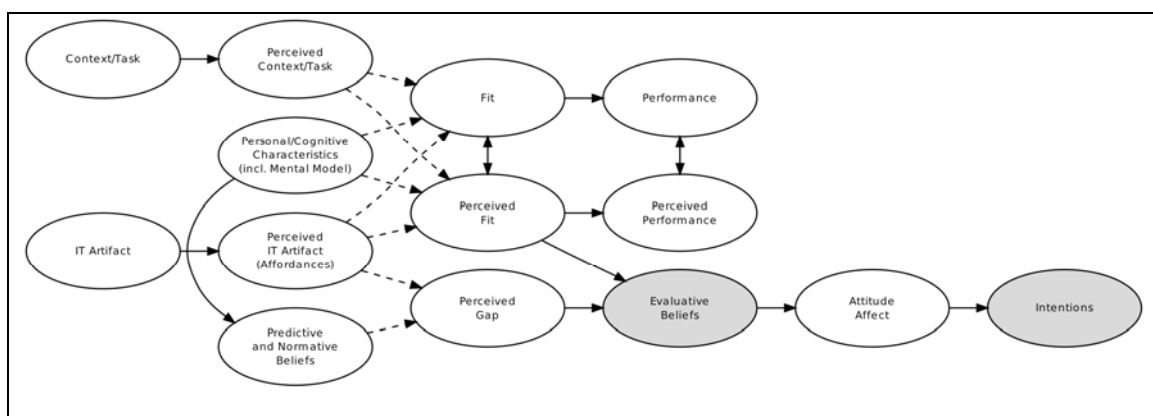 Context/Task
Perceived
Context/Task
Fit
Performance
Personal/Cognitive
Characteristics
(incl. Mental Model)
Perceived
Fit
Perceived
Performance
IT Artifact
Perceived
IT Artifact
(Affordances)
Perceived
Gap
Evaluative
Beliefs
Attitude
Affect
Intentions
Predictive
and Normative
Beliefs